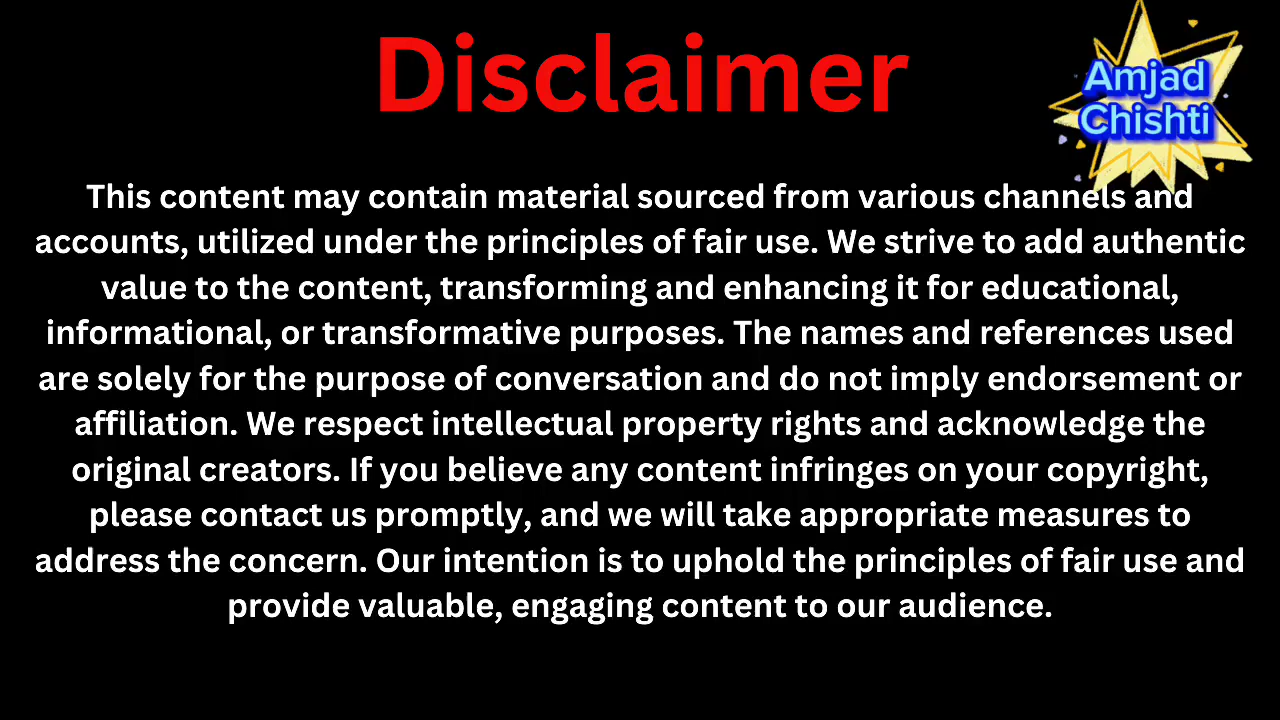 Disclaimer
Amjad
Chishti
This content may contain material sourced from various channels and
accounts, utilized under the principles of fair use. We strive to add authentic
value to the content, transforming and enhancing it for educational,
informational, or transformative purposes. The names and references used
are solely for the purpose of conversation and do not imply endorsement or
affiliation. We respect intellectual property rights and acknowledge the
original creators. If you believe any content infringes on your copyright,
please contact us promptly, and we will take appropriate measures to
address the concern. Our intention is to uphold the principles of fair use and
provide valuable, engaging content to our audience.